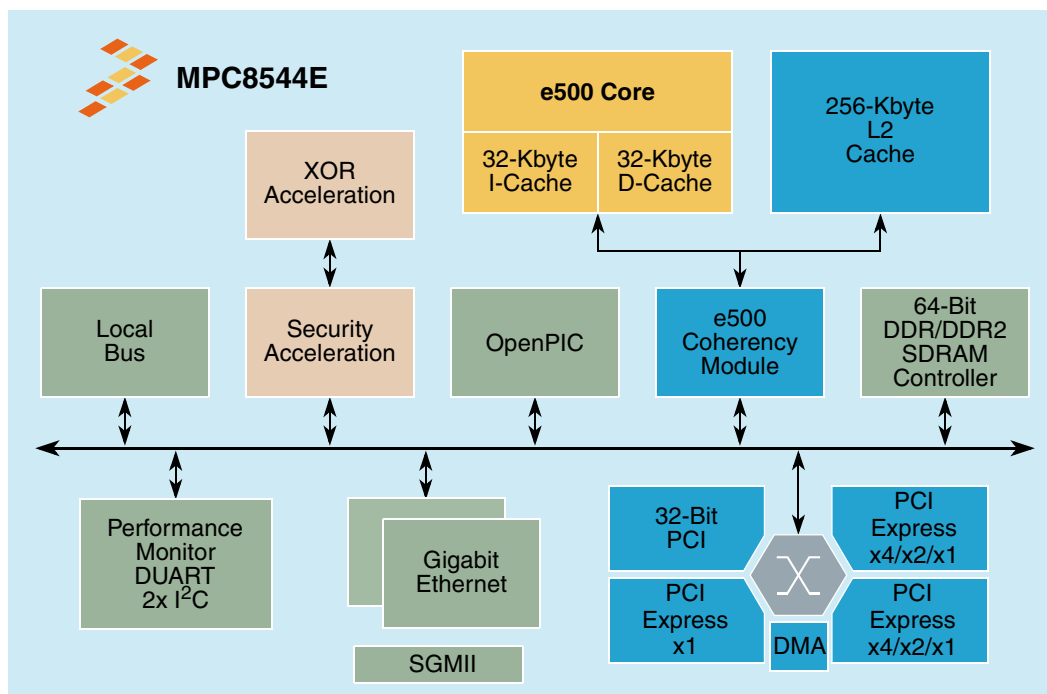 MPC8544E
e500 Core
32-Kbyte
I-Cache
32-Kbyte
D-Cache
256-Kbyte
L2
Cache
XOR
Acceleration
Local
Bus
Security
Acceleration
OpenPIC
e500
Coherency
Module
64-Bit
DDR/DDR2
SDRAM
Controller
Performance
Monitor
DUART
2x I²C
Gigabit
Ethernet
SGMII
32-Bit
PCI
PCI
Express
x4/x2/x1
PCI
Express
x1
DMA
PCI
Express
x4/x2/x1